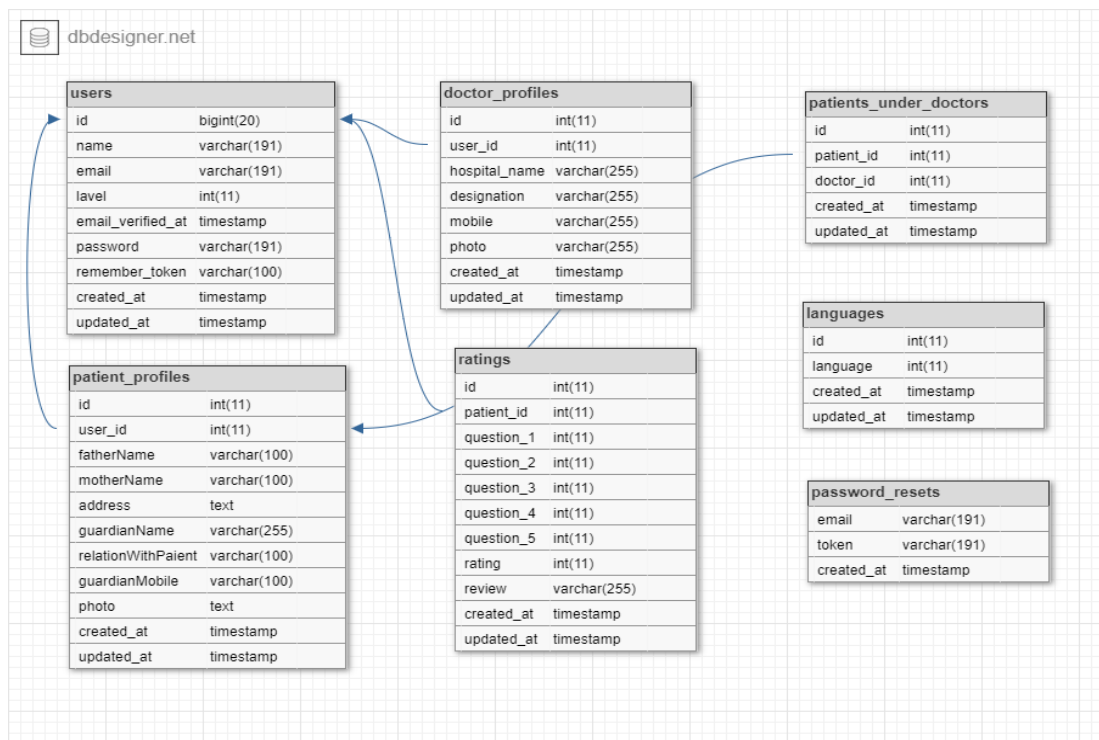 dbdesigner.net
users
id bigint(20)
name varchar(191)
email varchar(191)
lavel int(11)
email_verified_at timestamp
password varchar(191)
remember_token varchar(100)
created_at timestamp
updated_at timestamp
doctor_profiles
id int(11)
user_id int(11)
hospital_name varchar(255)
designation varchar(255)
mobile varchar(255)
photo varchar(255)
created_at timestamp
updated_at timestamp
patients_under_doctors
id int(11)
patient_id int(11)
doctor_id int(11)
created_at timestamp
updated_at timestamp
languages
id int(11)
language int(11)
created_at timestamp
updated_at timestamp
patient_profiles
id int(11)
user_id int(11)
fatherName varchar(100)
motherName varchar(100)
address text
guardianName varchar(255)
relationWithPaient varchar(100)
guardianMobile varchar(100)
photo text
created_at timestamp
updated_at timestamp
ratings
id int(11)
patient_id int(11)
question_1 int(11)
question_2 int(11)
question_3 int(11)
question_4 int(11)
question_5 int(11)
rating int(11)
review varchar(255)
created_at timestamp
updated_at timestamp
password_resets
email varchar(191)
token varchar(191)
created_at timestamp